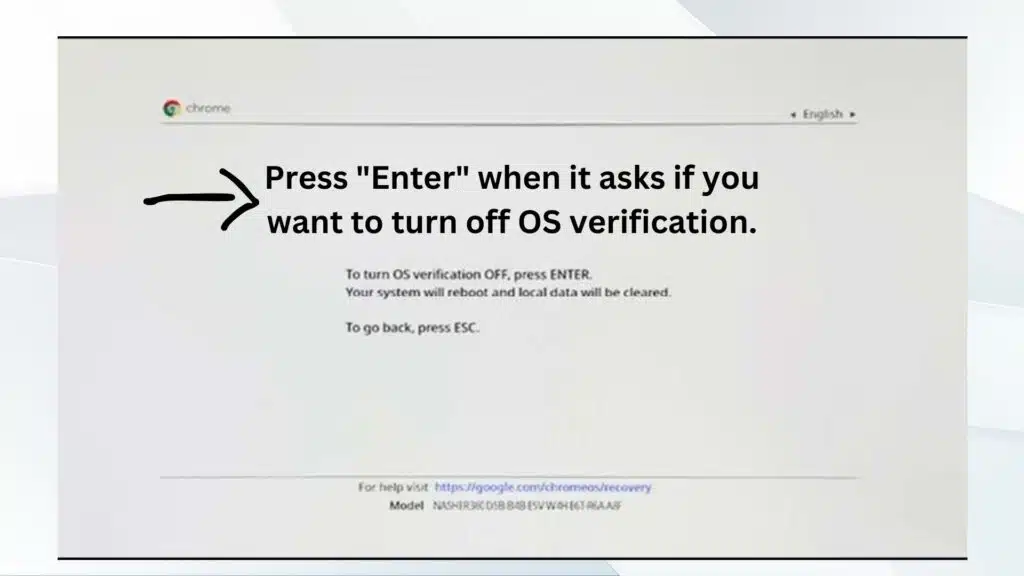 chrome
◂ English ▸
Press "Enter" when it asks if you
want to turn off OS verification.
To turn OS verification OFF, press ENTER.
Your system will reboot and local data will be cleared.
To go back, press ESC.
For help visit https://google.com/chromeos/recovery
Model